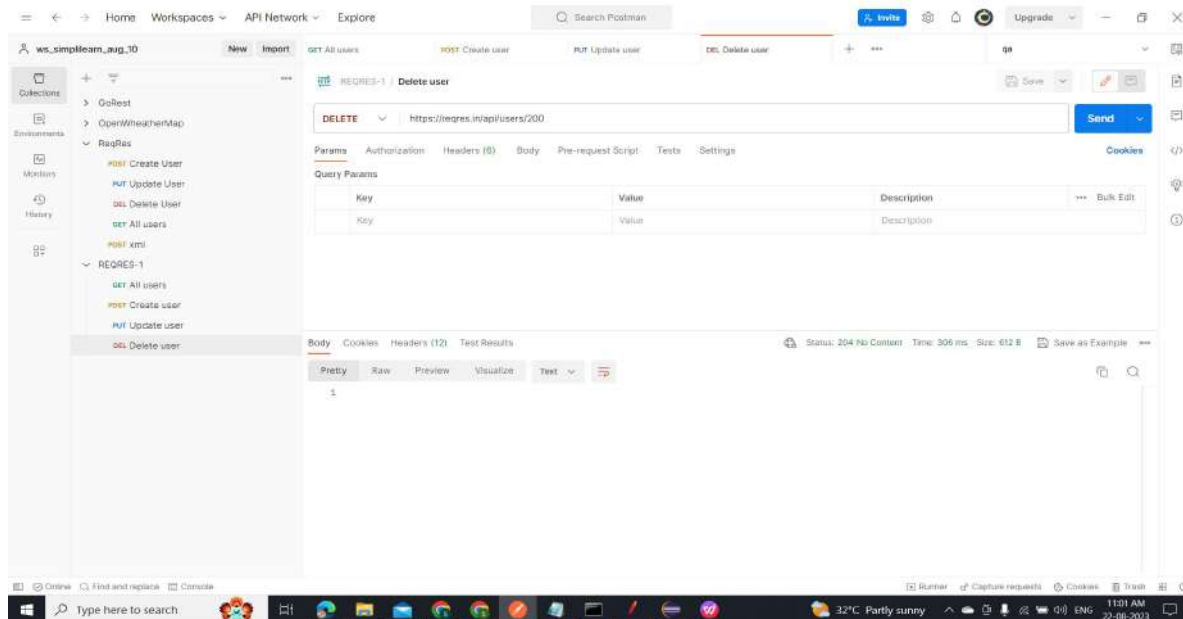 Home Workspaces API Network Explore Search Postman Invite Upgrade
ws_simplilearn_aug_10 New Import GET All users POST Create user PUT Update user DEL Delete user qa
Collections
Environments
Monitors
History
GoRest
OpenWheatherMap
ReqRes
POST Create User
PUT Update User
DEL Delete User
GET All users
POST xml
REQRES-1
GET All users
POST Create user
PUT Update user
DEL Delete user
REQRES-1 / Delete user Save
DELETE https://reqres.in/api/users/200 Send
Params Authorization Headers (6) Body Pre-request Script Tests Settings Cookies
Query Params
Key Value Description Bulk Edit
Key Value Description
Body Cookies Headers (12) Test Results Status: 204 No Content Time: 306 ms Size: 612 B Save as Example
Pretty Raw Preview Visualize Text
1
Online Find and replace Console Runner Capture requests Cookies Trash
Type here to search 32°C Partly sunny ENG 11:01 AM
22-08-2023